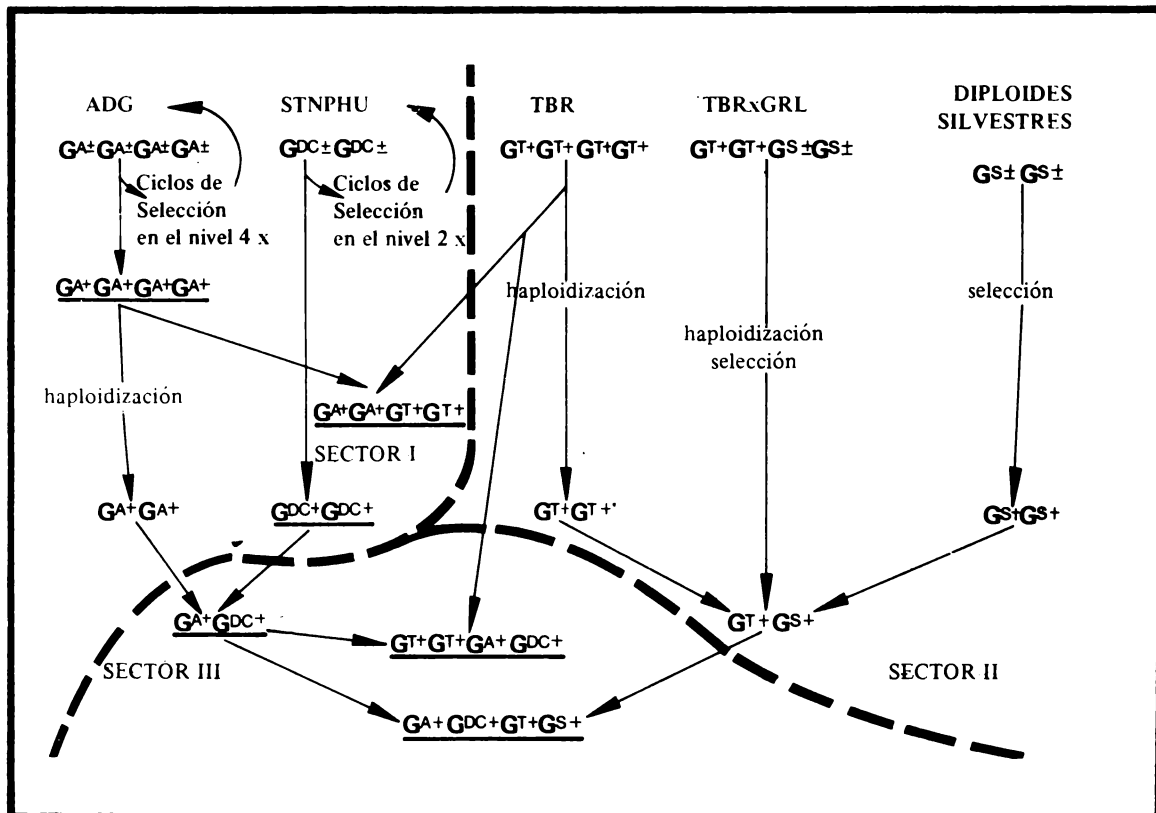 ADG
STNPHU
TBR
TBRxGRL
DIPLOIDES
SILVESTRES
GA±GA±GA±GA±
GDC±GDC±
GT+GT+GT+GT+
GT+GT+GS±GS±
GS±GS±
Ciclos de
Selección
en el nivel 4 x
Ciclos de
Selección
en el nivel 2 x
GA+GA+GA+GA+
haploidización
selección
haploidización
selección
haploidización
GA+GA+GT+GT+
SECTOR I
GA+GA+
GDC+GDC+
GT+GT+
GS+GS+
GA+GDC+
GT+GT+GA+GDC+
GT+GS+
SECTOR III
SECTOR II
GA+GDC+GT+GS+